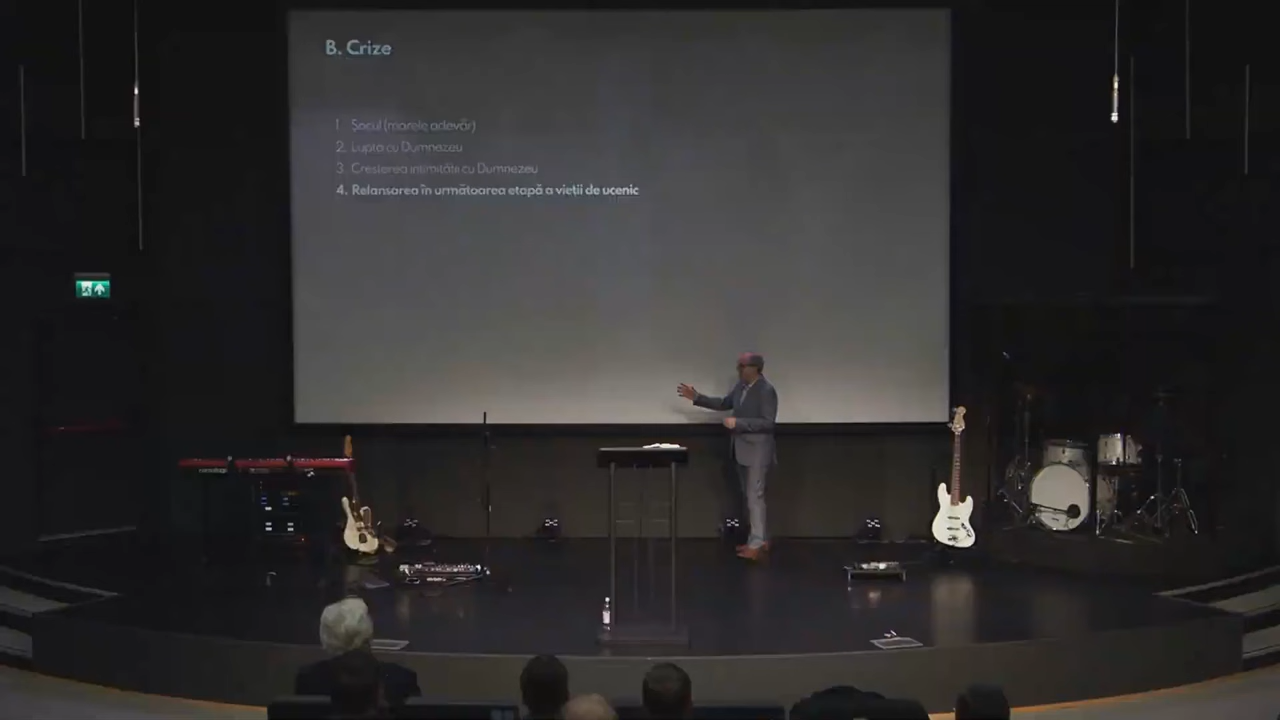 B. Crize
1. Șocul (marele adevăr)
2. Lupta cu Dumnezeu
3. Creșterea intimității cu Dumnezeu
4. Relansarea în următoarea etapă a vieții de ucenic